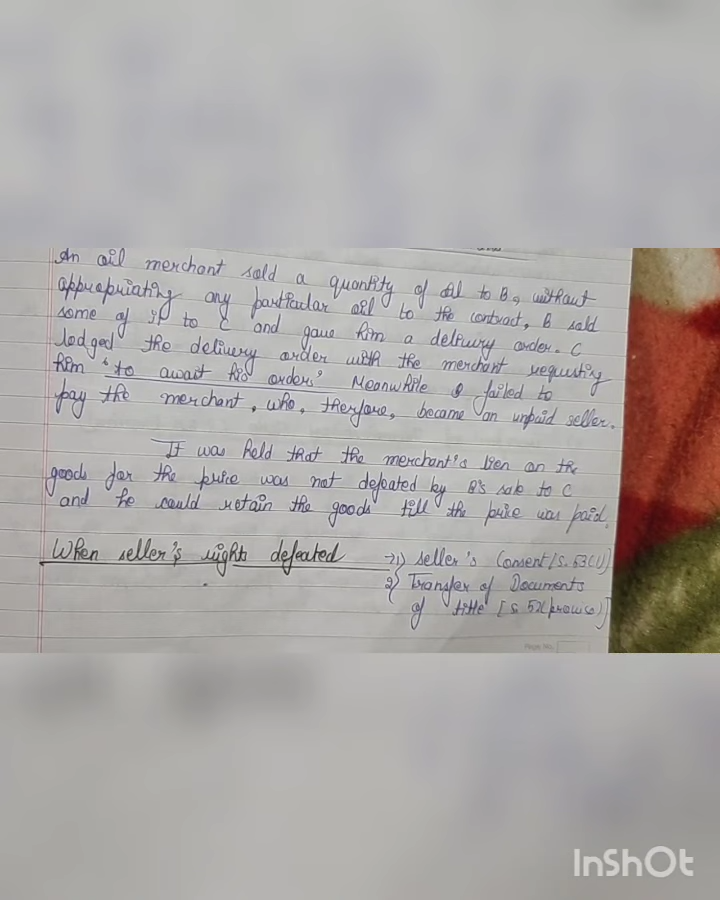 An oil merchant sold a quantity of oil to B, without
appropriating any particular oil to the contract, B sold
some of it to C and gave him a delivery order. C
lodged the delivery order with the merchant requesting
him "to await his orders" Meanwhile B failed to
pay the merchant, who, therefore, became an unpaid seller.
It was held that the merchant's lien on the
goods for the price was not defeated by B's sale to C
and he could retain the goods till the price was paid.
When seller's rights defeated
→1) seller's Consent [S. 53(1)]
2) Transfer of Documents
of title [S. 53(proviso)]
Page No.
InShOt